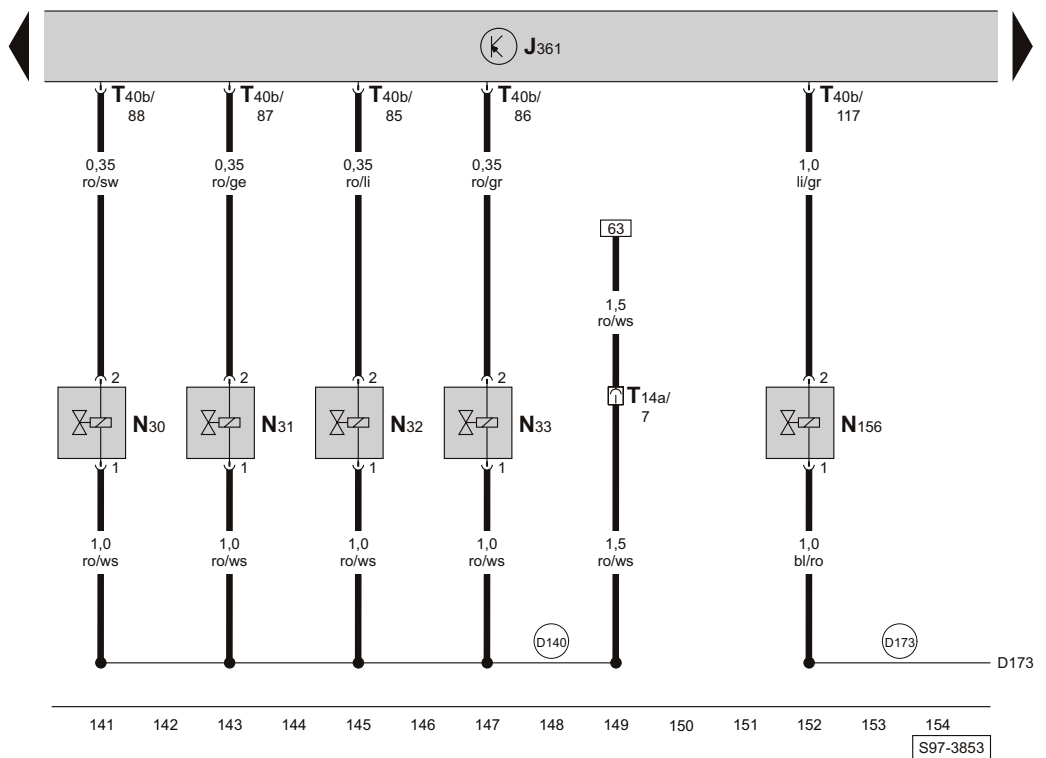 J361
T40b/ T40b/ T40b/ T40b/ T40b/
88 87 85 86 117
0,35 0,35 0,35 0,35 1,0
ro/sw ro/ge ro/li ro/gr li/gr
63
1,5
ro/ws
2 2 2 2 2
T14a/
7
N30 N31 N32 N33 N156
1 1 1 1 1
1,0 1,0 1,0 1,0 1,5 1,0
ro/ws ro/ws ro/ws ro/ws ro/ws bl/ro
D140 D173
D173
141 142 143 144 145 146 147 148 149 150 151 152 153 154
S97-3853